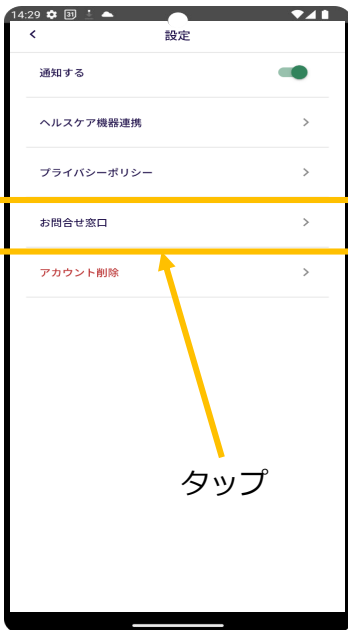 14:29 31
設定
通知する
ヘルスケア機器連携
プライバシーポリシー
お問合せ窓口
アカウント削除
タップ